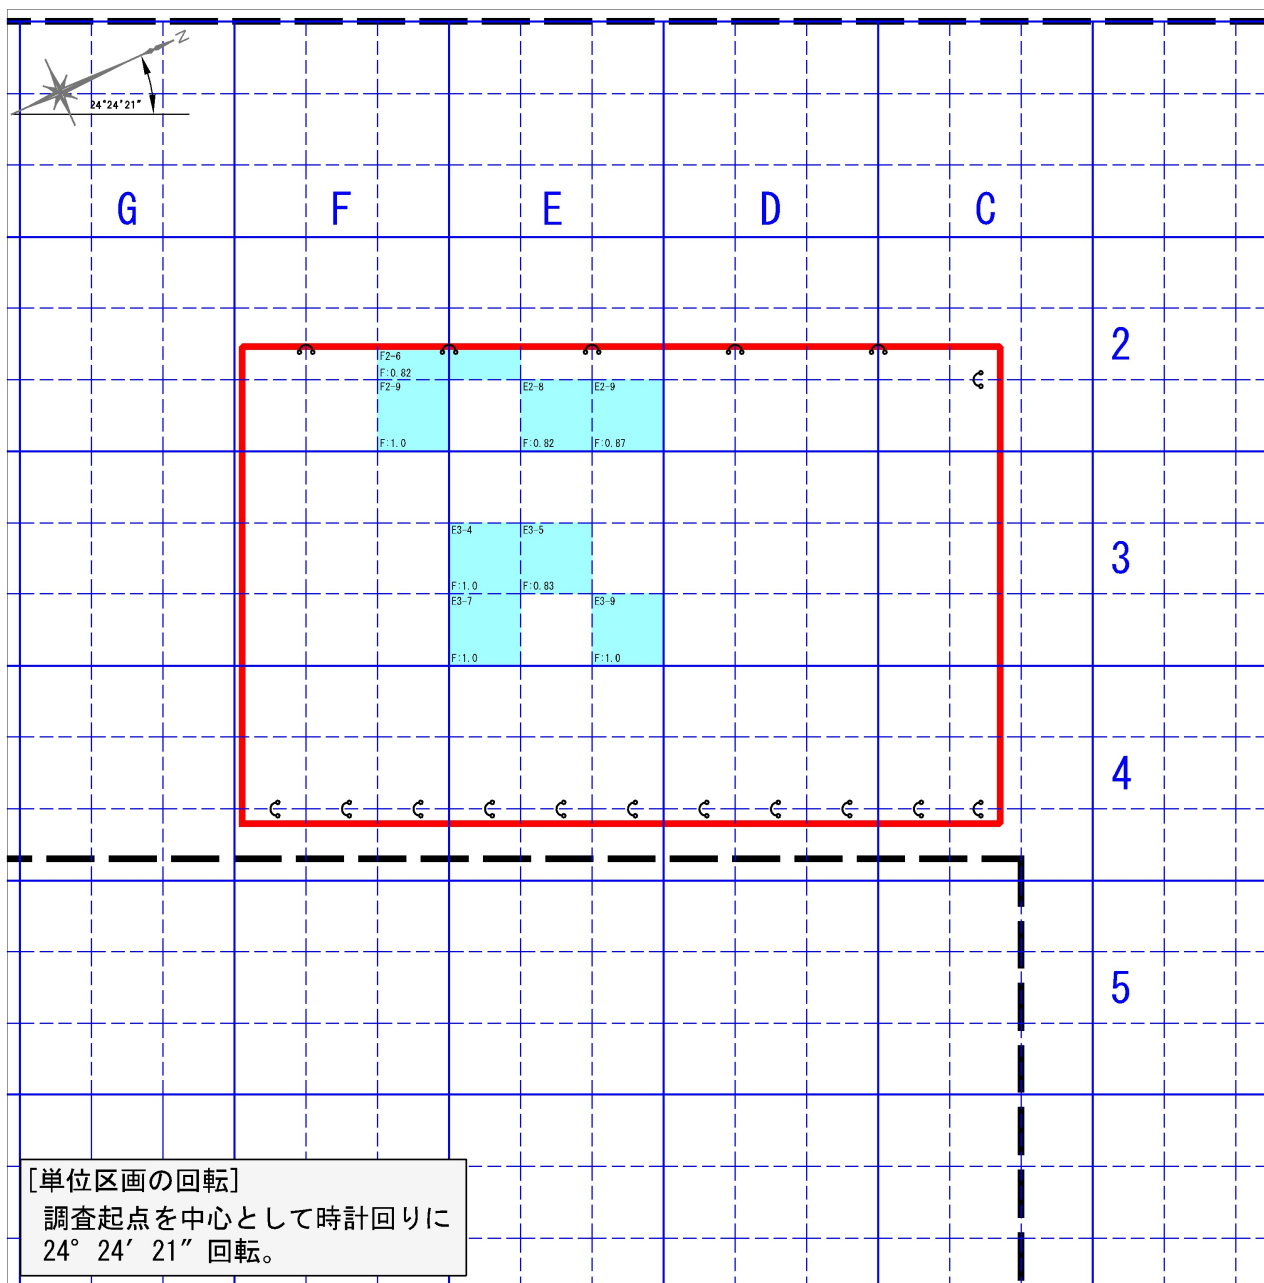 N
24°24'21"
G F E D C
2
F2-6
F:0.82
F2-9 E2-8 E2-9
F:1.0 F:0.82 F:0.87
E3-4 E3-5
3
F:1.0 F:0.83
E3-7 E3-9
F:1.0 F:1.0
4
5
[単位区画の回転]
調査起点を中心として時計回りに
24° 24′ 21″ 回転。